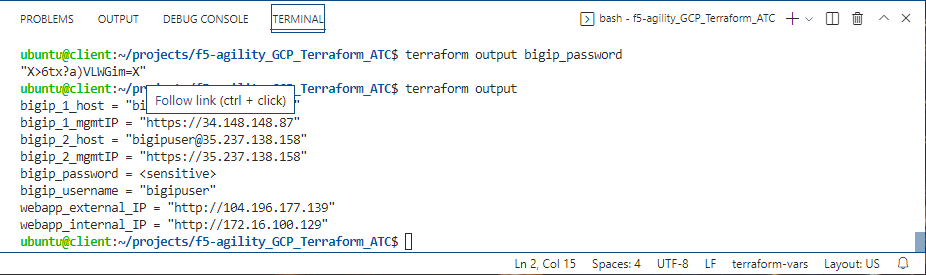 PROBLEMS OUTPUT DEBUG CONSOLE TERMINAL bash - f5-agility_GCP_Terraform_ATC
ubuntu@client:~/projects/f5-agility_GCP_Terraform_ATC$ terraform output bigip_password
"X>6tx?a)VLWGim=X"
ubuntu@client:~/projects/f5-agility_GCP_Terraform_ATC$ terraform output
Follow link (ctrl + click)
bigip_1_host = "bi
bigip_1_mgmtIP = "https://34.148.148.87"
bigip_2_host = "bigipuser@35.237.138.158"
bigip_2_mgmtIP = "https://35.237.138.158"
bigip_password = <sensitive>
bigip_username = "bigipuser"
webapp_external_IP = "http://104.196.177.139"
webapp_internal_IP = "http://172.16.100.129"
ubuntu@client:~/projects/f5-agility_GCP_Terraform_ATC$
Ln 2, Col 15 Spaces: 4 UTF-8 LF terraform-vars Layout: US